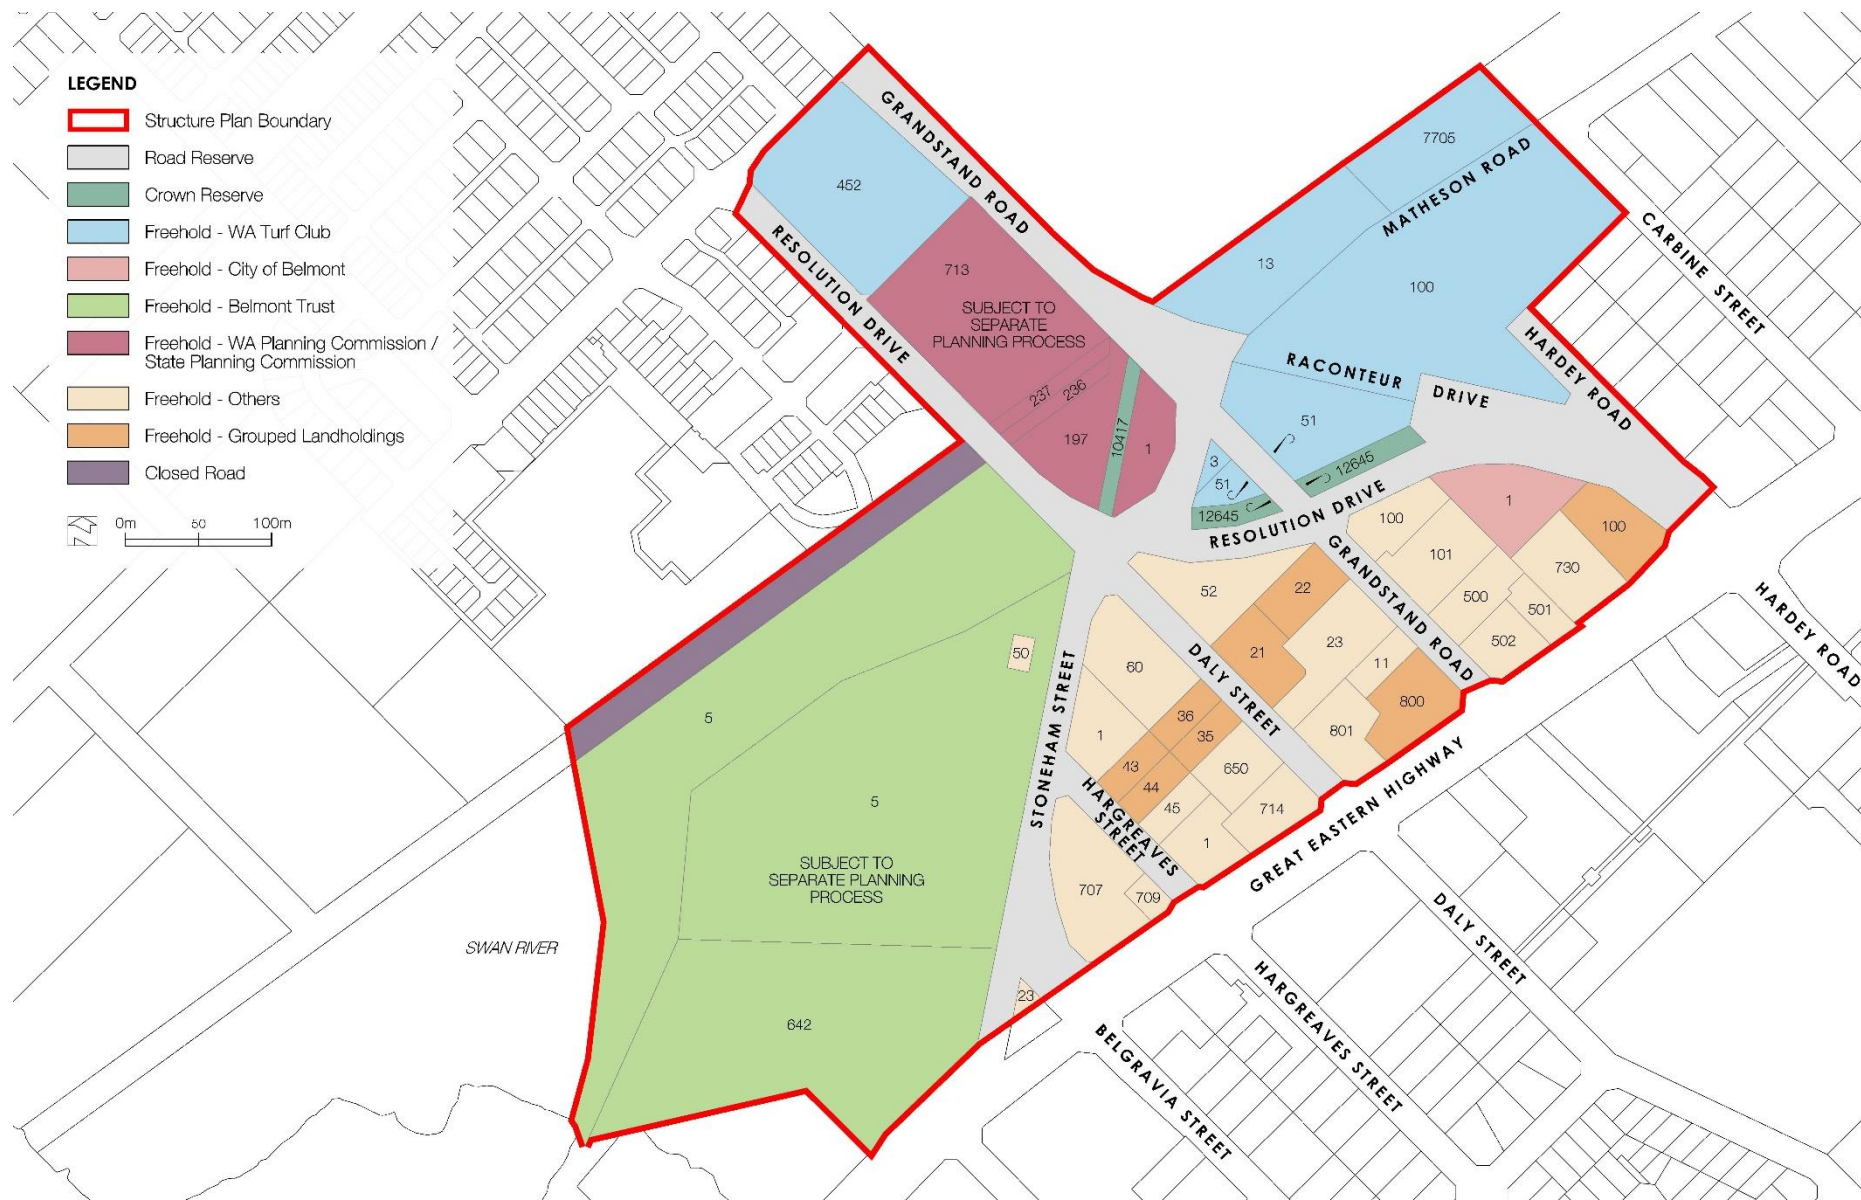 LEGEND
Structure Plan Boundary
Road Reserve
Crown Reserve
Freehold - WA Turf Club
Freehold - City of Belmont
Freehold - Belmont Trust
Freehold - WA Planning Commission /
State Planning Commission
Freehold - Others
Freehold - Grouped Landholdings
Closed Road
0m
50
100m
GRANDSTAND ROAD
452
RESOLUTION DRIVE
713
SUBJECT TO
SEPARATE
PLANNING PROCESS
237
236
197
10417
1
7705
MATHESON ROAD
13
100
CARBINE STREET
HARDEY ROAD
RACONTEUR
DRIVE
51
3
51
12645
12645
RESOLUTION DRIVE
1
100
100
101
730
500
501
502
GRANDSTAND ROAD
HARDEY ROAD
52
22
23
21
11
800
801
DALY STREET
50
60
STONEHAM STREET
36
35
1
43
44
650
45
714
1
HARGREAVES
STREET
707
709
GREAT EASTERN HIGHWAY
5
5
SUBJECT TO
SEPARATE PLANNING
PROCESS
SWAN RIVER
642
23
DALY STREET
HARGREAVES STREET
BELGRAVIA STREET